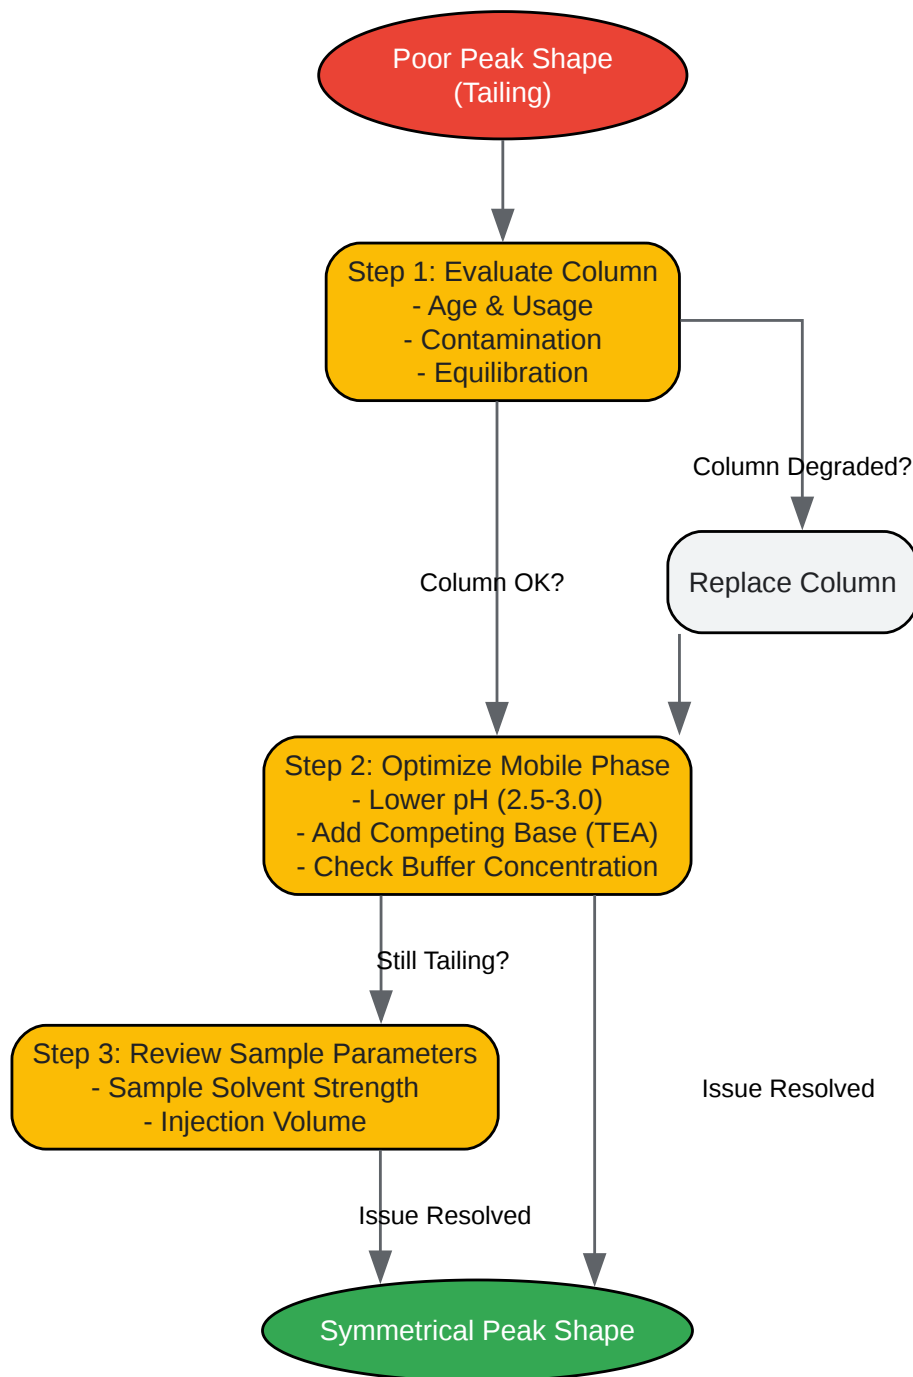 Poor Peak Shape
(Tailing)
Step 1: Evaluate Column
- Age & Usage
- Contamination
- Equilibration
Column Degraded?
Column OK?
Replace Column
Step 2: Optimize Mobile Phase
- Lower pH (2.5-3.0)
- Add Competing Base (TEA)
- Check Buffer Concentration
Still Tailing?
Step 3: Review Sample Parameters
- Sample Solvent Strength
- Injection Volume
Issue Resolved
Issue Resolved
Symmetrical Peak Shape